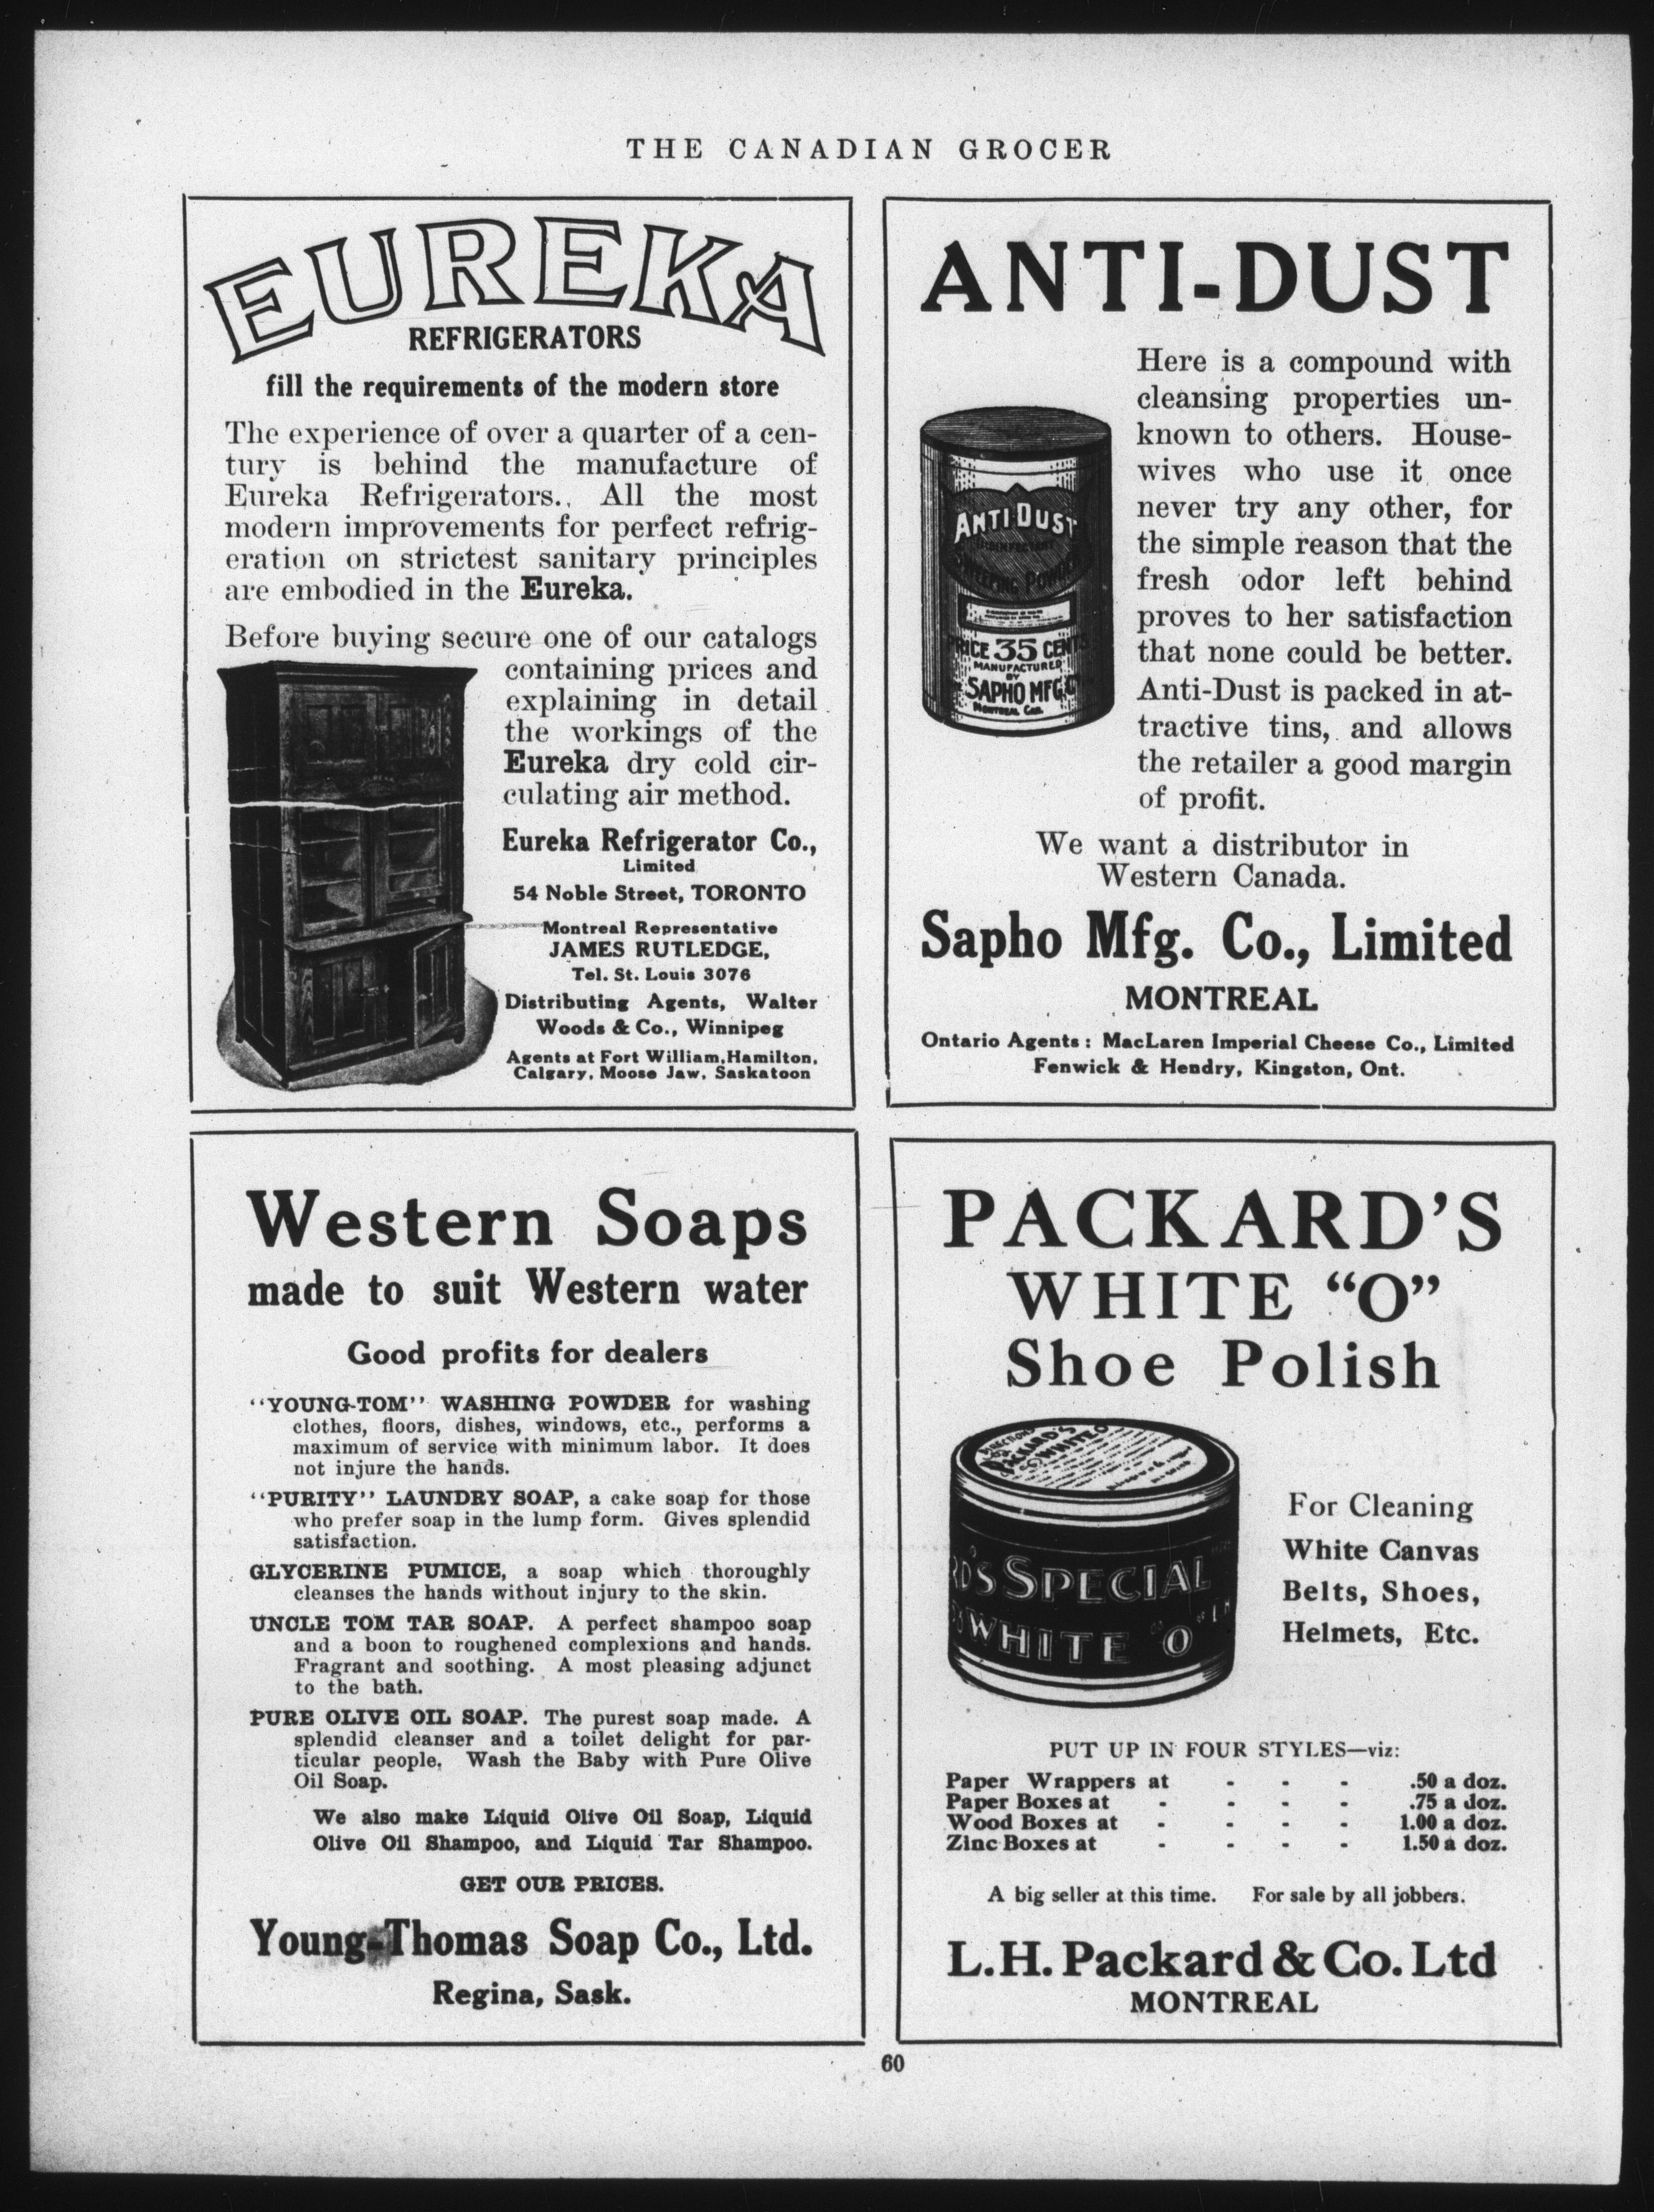 THE CANADIAN GROCER
EUREKA
REFRIGERATORS
fill the requirements of the modern store
The experience of over a quarter of a cen-
tury is behind the manufacture of
Eureka Refrigerators.. All the most
modern improvements for perfect refrig-
eration on strictest sanitary principles
are embodied in the Eureka.
Before buying secure one of our catalogs
containing prices and
explaining in detail
the workings of the
Eureka dry cold cir-
culating air method.
Eureka Refrigerator Co.,
Limited
54 Noble Street, TORONTO
Montreal Representative
JAMES RUTLEDGE,
Tel. St. Louis 3076
Distributing Agents, Walter
Woods & Co., Winnipeg
Agents at Fort William, Hamilton,
Calgary, Moose Jaw, Saskatoon
ANTI-DUST
Here is a compound with
cleansing properties un-
known to others. House-
wives who use it once
never try any other, for
the simple reason that the
fresh odor left behind
proves to her satisfaction
that none could be better.
Anti-Dust is packed in at-
tractive tins, and allows
the retailer a good margin
of profit.
ANTI-DUST
DISINFECTANT
SWEEPING POWDER
PRICE 35 CENTS
MANUFACTURED
BY
SAPHO MFG. Co
MONTREAL CAN.
We want a distributor in
Western Canada.
Sapho Mfg. Co., Limited
MONTREAL
Ontario Agents: MacLaren Imperial Cheese Co., Limited
Fenwick & Hendry, Kingston, Ont.
Western Soaps
made to suit Western water
Good profits for dealers
"YOUNG-TOM" WASHING POWDER for washing
clothes, floors, dishes, windows, etc., performs a
maximum of service with minimum labor. It does
not injure the hands.
"PURITY" LAUNDRY SOAP, a cake soap for those
who prefer soap in the lump form. Gives splendid
satisfaction.
GLYCERINE PUMICE, a soap which thoroughly
cleanses the hands without injury to the skin.
UNCLE TOM TAR SOAP. A perfect shampoo soap
and a boon to roughened complexions and hands.
Fragrant and soothing. A most pleasing adjunct
to the bath.
PURE OLIVE OIL SOAP. The purest soap made. A
splendid cleanser and a toilet delight for par-
ticular people. Wash the Baby with Pure Olive
Oil Soap.
We also make Liquid Olive Oil Soap, Liquid
Olive Oil Shampoo, and Liquid Tar Shampoo.
GET OUR PRICES.
Young-Thomas Soap Co., Ltd.
Regina, Sask.
PACKARD'S
WHITE "O"
Shoe Polish
DIRECTIONS
PACKARD'S
WHITE O
RD'S SPECIAL
WHITE "O"
For Cleaning
White Canvas
Belts, Shoes,
Helmets, Etc.
PUT UP IN FOUR STYLES—viz:
Paper Wrappers at - - - .50 a doz.
Paper Boxes at - - - - .75 a doz.
Wood Boxes at - - - - 1.00 a doz.
Zinc Boxes at - - - - 1.50 a doz.
A big seller at this time. For sale by all jobbers.
L.H. Packard & Co. Ltd
MONTREAL
60